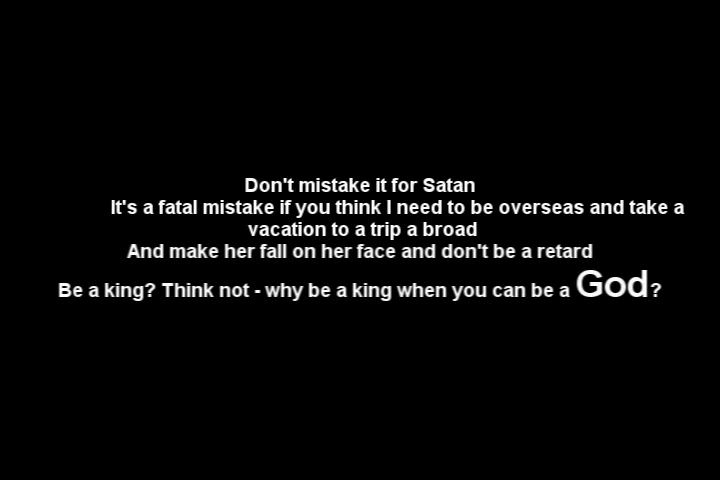 Don't mistake it for Satan
It's a fatal mistake if you think I need to be overseas and take a
vacation to a trip a broad
And make her fall on her face and don't be a retard
Be a king? Think not - why be a king when you can be a God?